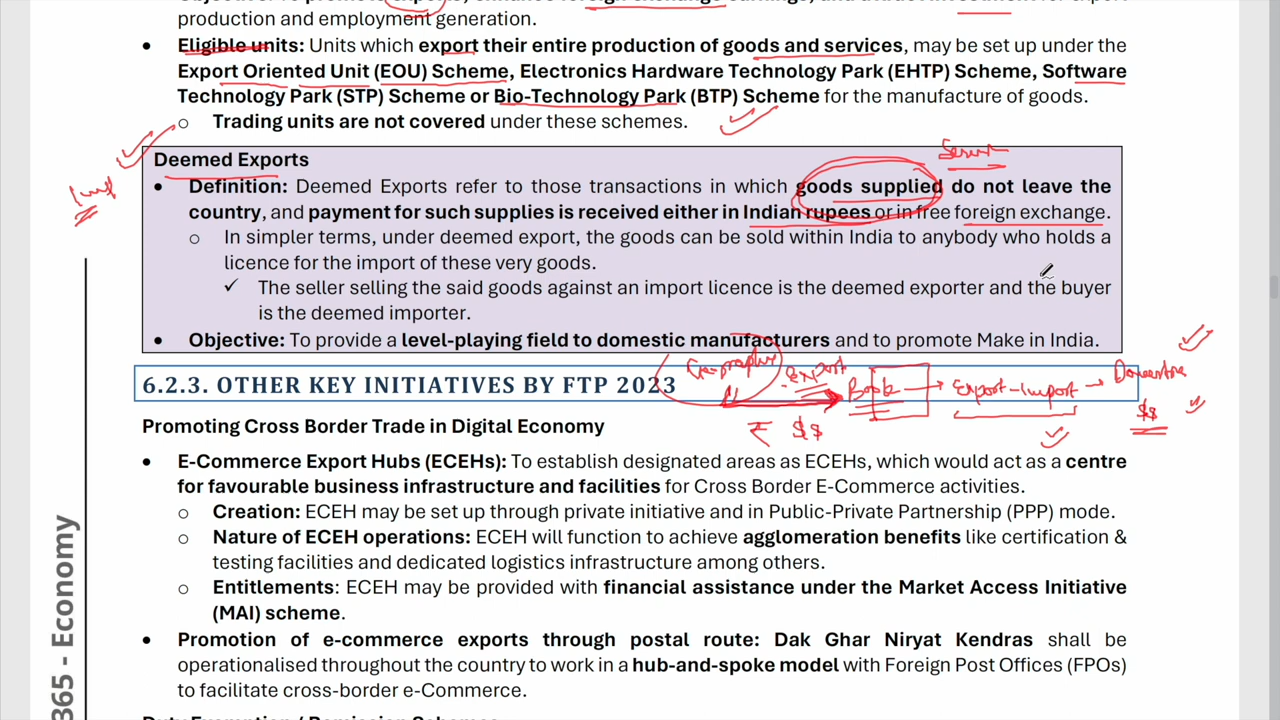 production and employment generation.
• Eligible units: Units which export their entire production of goods and services, may be set up under the
Export Oriented Unit (EOU) Scheme, Electronics Hardware Technology Park (EHTP) Scheme, Software
Technology Park (STP) Scheme or Bio-Technology Park (BTP) Scheme for the manufacture of goods.
o Trading units are not covered under these schemes.
Deemed Exports
• Definition: Deemed Exports refer to those transactions in which goods supplied do not leave the
country, and payment for such supplies is received either in Indian rupees or in free foreign exchange.
o In simpler terms, under deemed export, the goods can be sold within India to anybody who holds a
licence for the import of these very goods.
✓ The seller selling the said goods against an import licence is the deemed exporter and the buyer
is the deemed importer.
• Objective: To provide a level-playing field to domestic manufacturers and to promote Make in India.
Export
6.2.3. OTHER KEY INITIATIVES BY FTP 2023
Book → Export-Import →
₹ $$
$$
Promoting Cross Border Trade in Digital Economy
• E-Commerce Export Hubs (ECEHs): To establish designated areas as ECEHs, which would act as a centre
for favourable business infrastructure and facilities for Cross Border E-Commerce activities.
o Creation: ECEH may be set up through private initiative and in Public-Private Partnership (PPP) mode.
o Nature of ECEH operations: ECEH will function to achieve agglomeration benefits like certification &
testing facilities and dedicated logistics infrastructure among others.
o Entitlements: ECEH may be provided with financial assistance under the Market Access Initiative
(MAI) scheme.
• Promotion of e-commerce exports through postal route: Dak Ghar Niryat Kendras shall be
operationalised throughout the country to work in a hub-and-spoke model with Foreign Post Offices (FPOs)
to facilitate cross-border e-Commerce.
365 - Economy